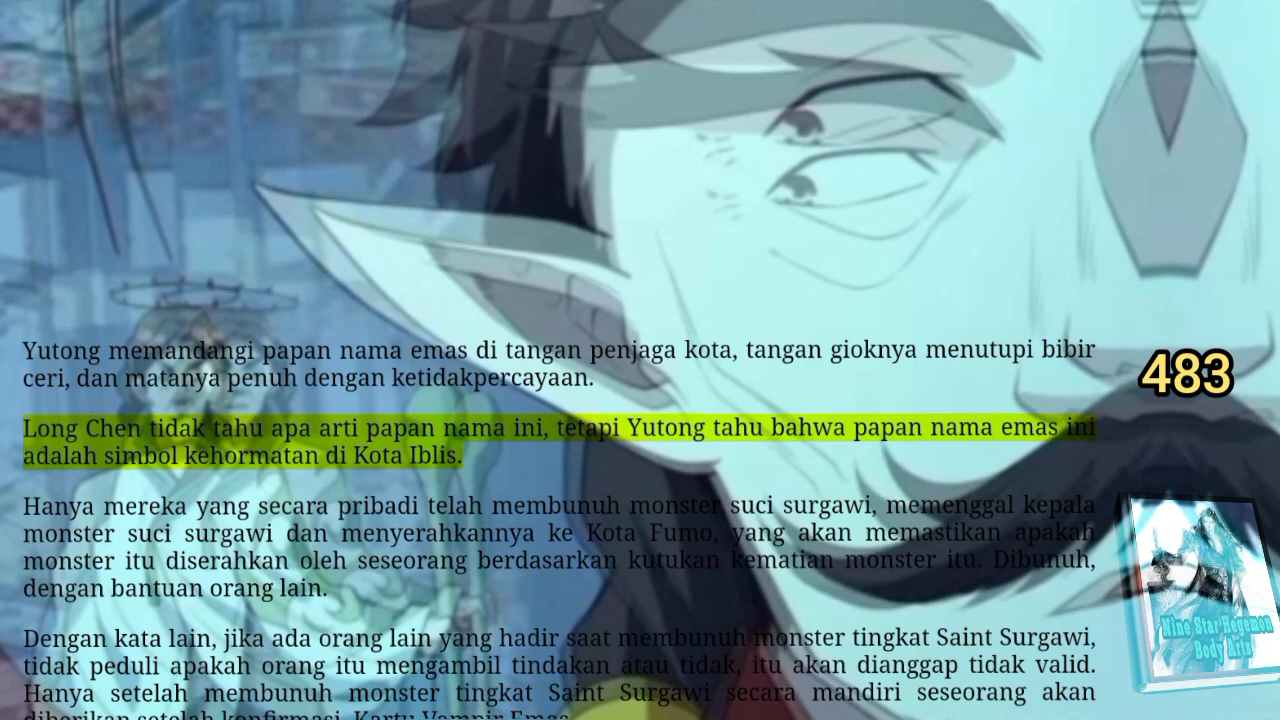 Yutong memandangi papan nama emas di tangan penjaga kota, tangan gioknya menutupi bibir
ceri, dan matanya penuh dengan ketidakpercayaan.
Long Chen tidak tahu apa arti papan nama ini, tetapi Yutong tahu bahwa papan nama emas ini
adalah simbol kehormatan di Kota Iblis.
Hanya mereka yang secara pribadi telah membunuh monster suci surgawi, memenggal kepala
monster suci surgawi dan menyerahkannya ke Kota Fumo, yang akan memastikan apakah
monster itu diserahkan oleh seseorang berdasarkan kutukan kematian monster itu. Dibunuh,
dengan bantuan orang lain.
Dengan kata lain, jika ada orang lain yang hadir saat membunuh monster tingkat Saint Surgawi,
tidak peduli apakah orang itu mengambil tindakan atau tidak, itu akan dianggap tidak valid.
Hanya setelah membunuh monster tingkat Saint Surgawi secara mandiri seseorang akan
diberikan setelah konfirmasi. Kartu Vampir Emas.
483
Nine Star Hegemon
Body Arts